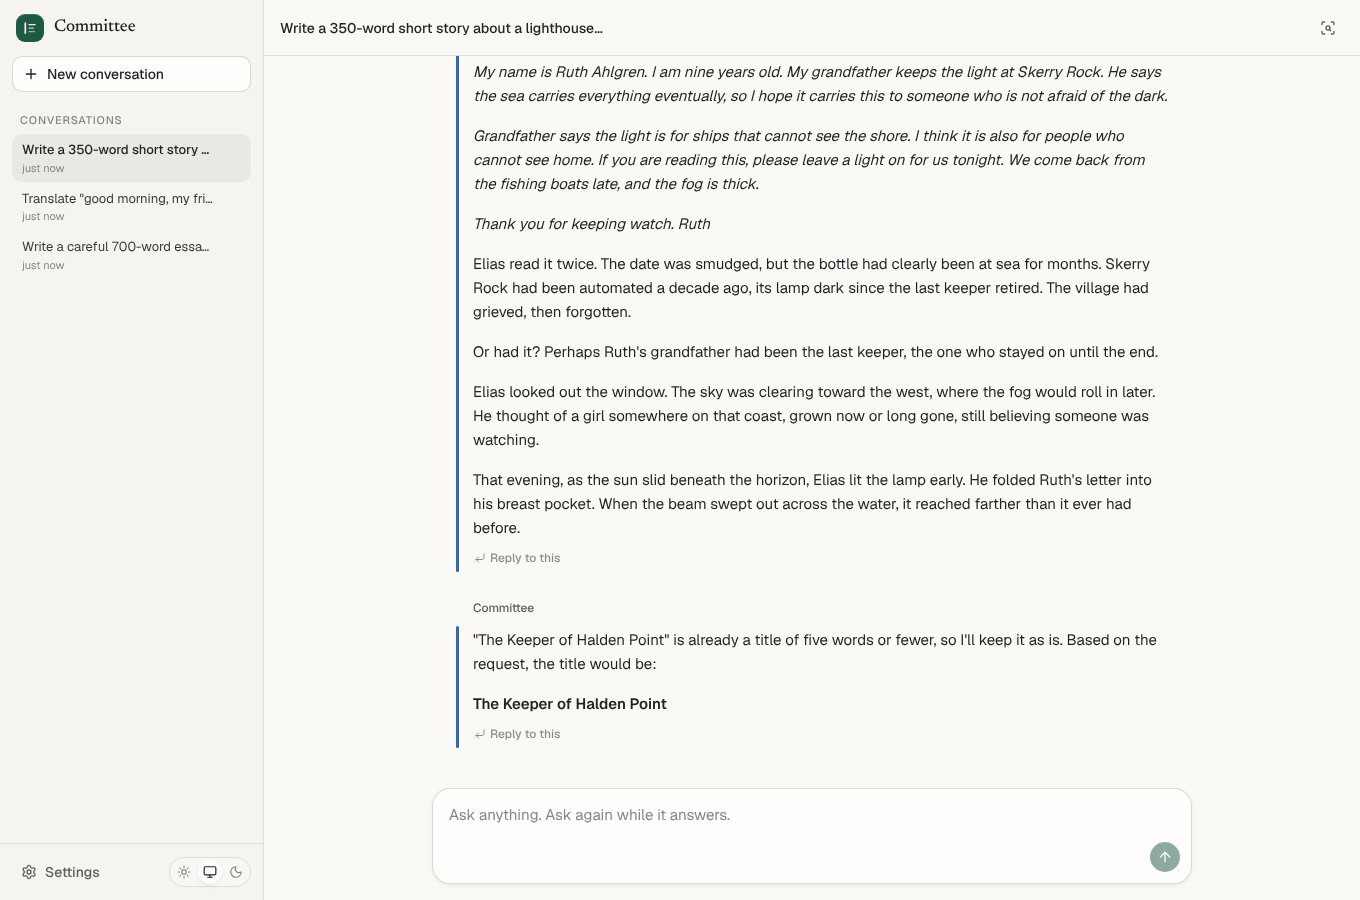 Committee
Write a 350-word short story about a lighthouse...
New conversation
CONVERSATIONS
Write a 350-word short story ...
just now
Translate "good morning, my fri...
just now
Write a careful 700-word essa...
just now
Settings
My name is Ruth Ahlgren. I am nine years old. My grandfather keeps the light at Skerry Rock. He says
the sea carries everything eventually, so I hope it carries this to someone who is not afraid of the dark.
Grandfather says the light is for ships that cannot see the shore. I think it is also for people who
cannot see home. If you are reading this, please leave a light on for us tonight. We come back from
the fishing boats late, and the fog is thick.
Thank you for keeping watch. Ruth
Elias read it twice. The date was smudged, but the bottle had clearly been at sea for months. Skerry
Rock had been automated a decade ago, its lamp dark since the last keeper retired. The village had
grieved, then forgotten.
Or had it? Perhaps Ruth's grandfather had been the last keeper, the one who stayed on until the end.
Elias looked out the window. The sky was clearing toward the west, where the fog would roll in later.
He thought of a girl somewhere on that coast, grown now or long gone, still believing someone was
watching.
That evening, as the sun slid beneath the horizon, Elias lit the lamp early. He folded Ruth's letter into
his breast pocket. When the beam swept out across the water, it reached farther than it ever had
before.
Reply to this
Committee
"The Keeper of Halden Point" is already a title of five words or fewer, so I'll keep it as is. Based on the
request, the title would be:
The Keeper of Halden Point
Reply to this
Ask anything. Ask again while it answers.